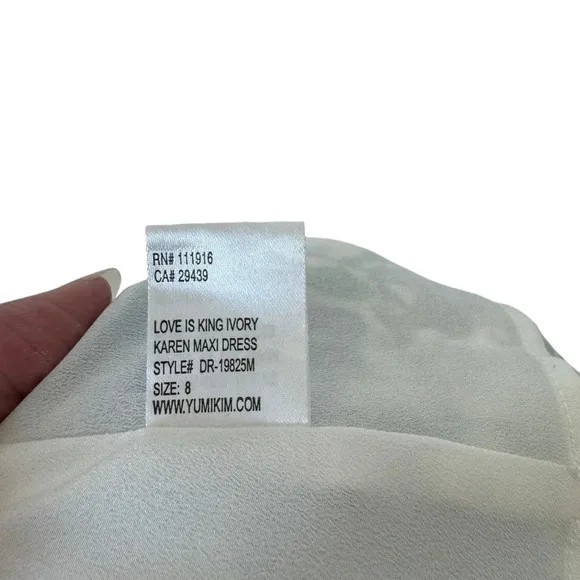 RN# 111916
CA# 29439
LOVE IS KING IVORY
KAREN MAXI DRESS
STYLE# DR-19825M
SIZE: 8
WWW.YUMIKIM.COM